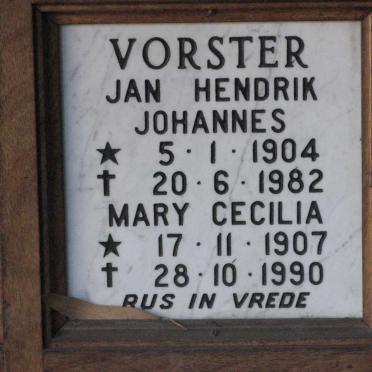 VORSTER
JAN HENDRIK
JOHANNES
★ 5·1·1904
† 20·6·1982
MARY CECILIA
★ 17·11·1907
† 28·10·1990
RUS IN VREDE